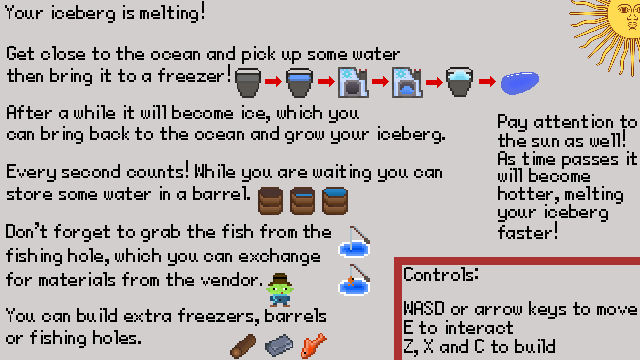 Your iceberg is melting!
Get close to the ocean and pick up some water
then bring it to a freezer!
After a while it will become ice, which you
can bring back to the ocean and grow your iceberg.
Every second counts! While you are waiting you can
store some water in a barrel.
Don't forget to grab the fish from the
fishing hole, which you can exchange
for materials from the vendor.
You can build extra freezers, barrels
or fishing holes.
Pay attention to
the sun as well!
As time passes it
will become
hotter, melting
your iceberg
faster!
Controls:
WASD or arrow keys to move
E to interact
Z, X and C to build